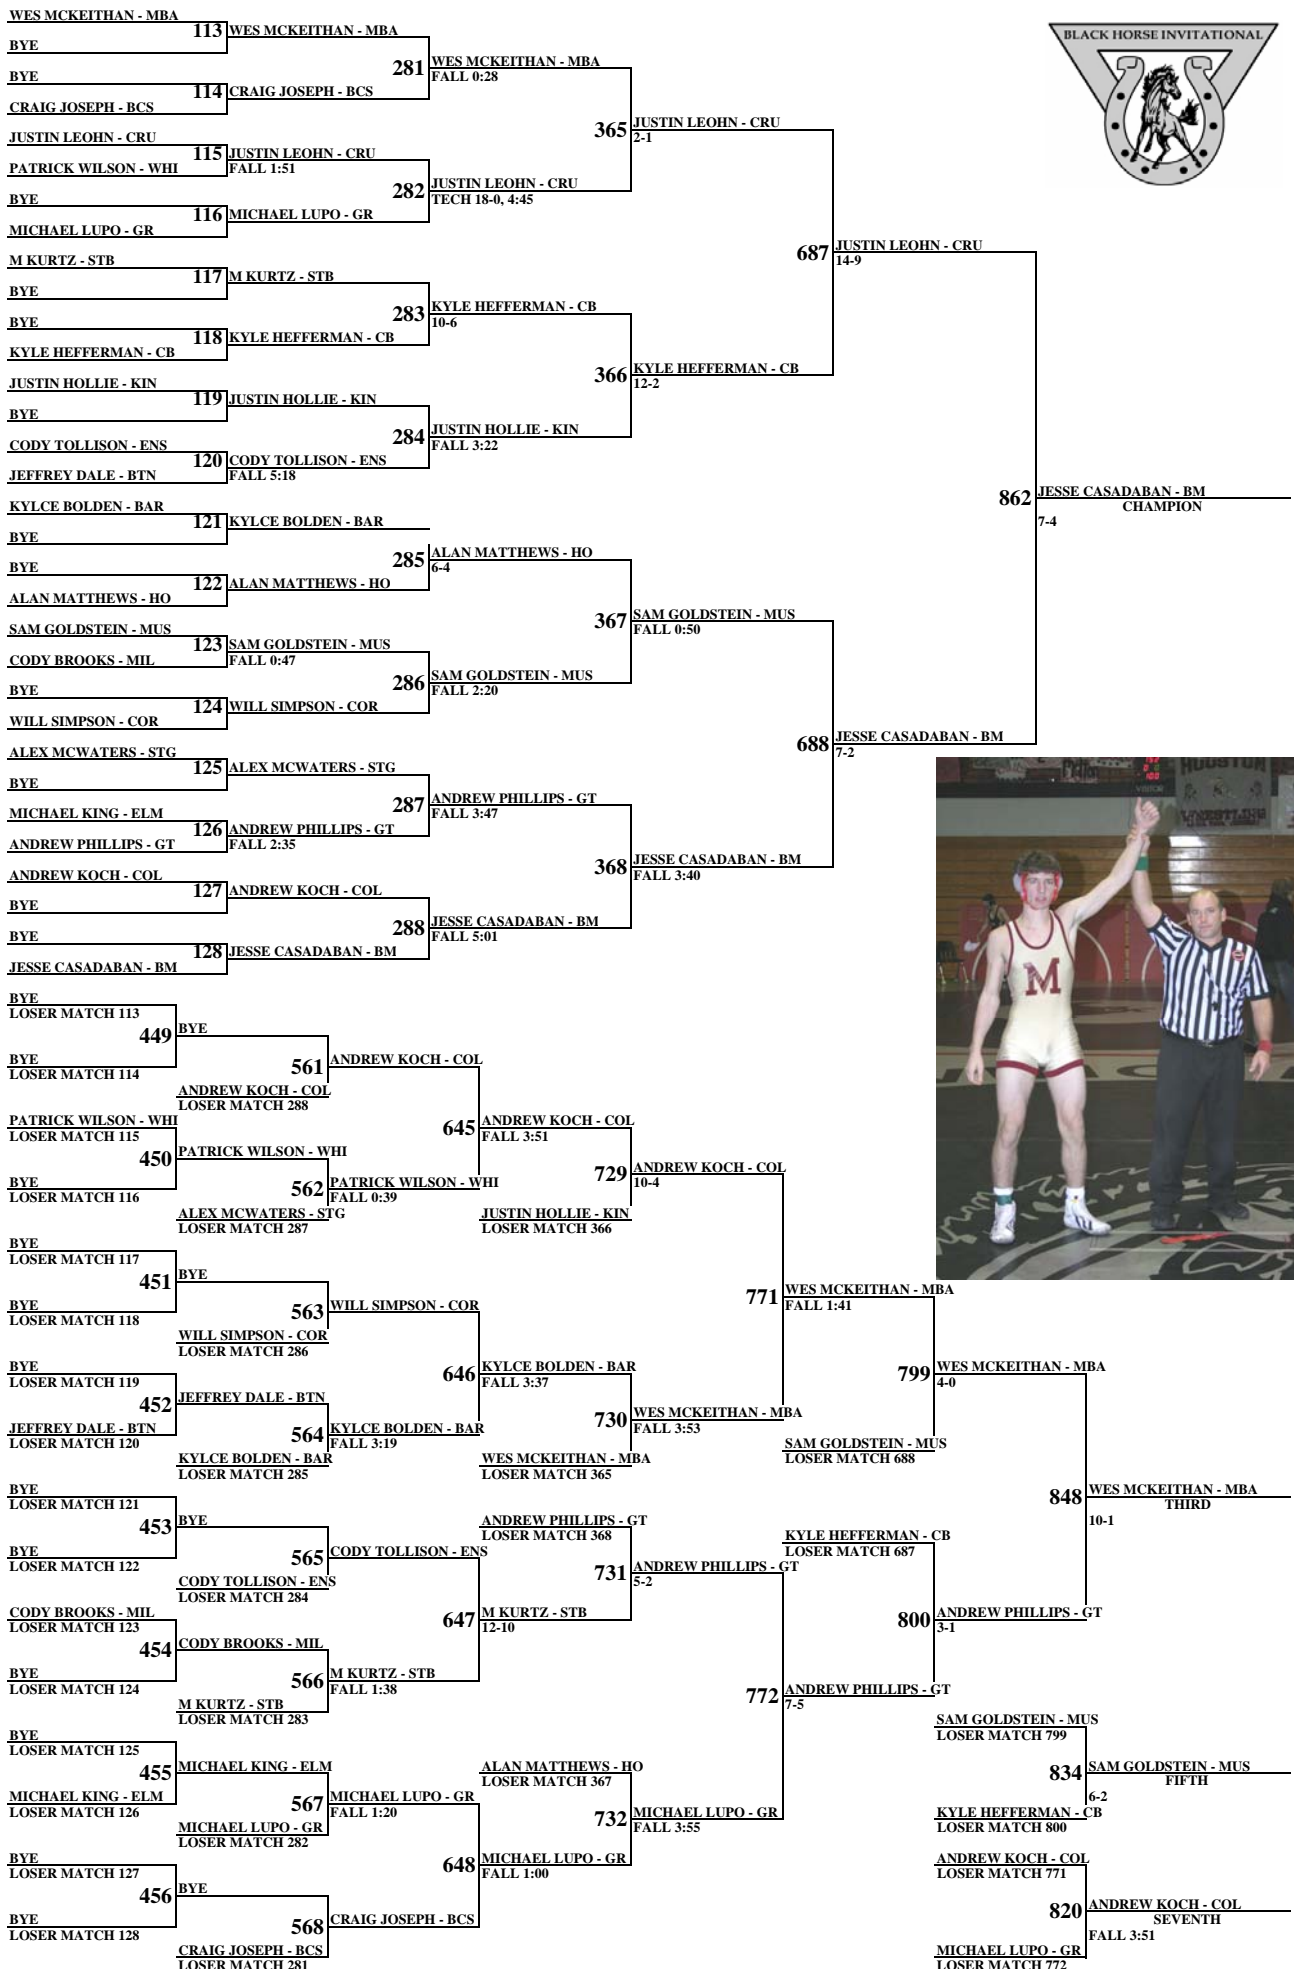 WES MCKEITHAN - MBA
113
BYE
WES MCKEITHAN - MBA
BYE
114
CRAIG JOSEPH - BCS
CRAIG JOSEPH - BCS
281
WES MCKEITHAN - MBA
FALL 0:28
JUSTIN LEOHN - CRU
115
PATRICK WILSON - WHI
JUSTIN LEOHN - CRU
FALL 1:51
BYE
116
MICHAEL LUPO - GR
MICHAEL LUPO - GR
282
JUSTIN LEOHN - CRU
TECH 18-0, 4:45
365
JUSTIN LEOHN - CRU
2-1
M KURTZ - STB
117
BYE
M KURTZ - STB
BYE
118
KYLE HEFFERMAN - CB
KYLE HEFFERMAN - CB
283
KYLE HEFFERMAN - CB
10-6
JUSTIN HOLLIE - KIN
119
BYE
JUSTIN HOLLIE - KIN
CODY TOLLISON - ENS
120
JEFFREY DALE - BTN
CODY TOLLISON - ENS
FALL 5:18
284
JUSTIN HOLLIE - KIN
FALL 3:22
366
KYLE HEFFERMAN - CB
12-2
687
JUSTIN LEOHN - CRU
14-9
KYLCE BOLDEN - BAR
121
BYE
KYLCE BOLDEN - BAR
BYE
122
ALAN MATTHEWS - HO
ALAN MATTHEWS - HO
285
ALAN MATTHEWS - HO
6-4
SAM GOLDSTEIN - MUS
123
CODY BROOKS - MIL
SAM GOLDSTEIN - MUS
FALL 0:47
BYE
124
WILL SIMPSON - COR
WILL SIMPSON - COR
286
SAM GOLDSTEIN - MUS
FALL 2:20
367
SAM GOLDSTEIN - MUS
FALL 0:50
ALEX MCWATERS - STG
125
BYE
ALEX MCWATERS - STG
MICHAEL KING - ELM
126
ANDREW PHILLIPS - GT
ANDREW PHILLIPS - GT
FALL 2:35
287
ANDREW PHILLIPS - GT
FALL 3:47
ANDREW KOCH - COL
127
BYE
ANDREW KOCH - COL
BYE
128
JESSE CASADABAN - BM
JESSE CASADABAN - BM
288
JESSE CASADABAN - BM
FALL 5:01
368
JESSE CASADABAN - BM
FALL 3:40
688
JESSE CASADABAN - BM
7-2
862
JESSE CASADABAN - BM
CHAMPION
7-4
BLACK HORSE INVITATIONAL
VISITOR
HOUSTON
WRESTLING
M
BYE
LOSER MATCH 113
449
BYE
LOSER MATCH 114
BYE
561
ANDREW KOCH - COL
LOSER MATCH 288
ANDREW KOCH - COL
PATRICK WILSON - WHI
LOSER MATCH 115
450
BYE
LOSER MATCH 116
PATRICK WILSON - WHI
562
ALEX MCWATERS - STG
LOSER MATCH 287
PATRICK WILSON - WHI
FALL 0:39
645
ANDREW KOCH - COL
FALL 3:51
729
JUSTIN HOLLIE - KIN
LOSER MATCH 366
ANDREW KOCH - COL
10-4
BYE
LOSER MATCH 117
451
BYE
LOSER MATCH 118
BYE
563
WILL SIMPSON - COR
LOSER MATCH 286
WILL SIMPSON - COR
BYE
LOSER MATCH 119
452
JEFFREY DALE - BTN
LOSER MATCH 120
JEFFREY DALE - BTN
564
KYLCE BOLDEN - BAR
LOSER MATCH 285
KYLCE BOLDEN - BAR
FALL 3:19
646
KYLCE BOLDEN - BAR
FALL 3:37
730
WES MCKEITHAN - MBA
LOSER MATCH 365
WES MCKEITHAN - MBA
FALL 3:53
771
WES MCKEITHAN - MBA
FALL 1:41
799
SAM GOLDSTEIN - MUS
LOSER MATCH 688
WES MCKEITHAN - MBA
4-0
BYE
LOSER MATCH 121
453
BYE
LOSER MATCH 122
BYE
565
CODY TOLLISON - ENS
LOSER MATCH 284
CODY TOLLISON - ENS
CODY BROOKS - MIL
LOSER MATCH 123
454
BYE
LOSER MATCH 124
CODY BROOKS - MIL
566
M KURTZ - STB
LOSER MATCH 283
M KURTZ - STB
FALL 1:38
647
M KURTZ - STB
12-10
ANDREW PHILLIPS - GT
LOSER MATCH 368
731
ANDREW PHILLIPS - GT
5-2
BYE
LOSER MATCH 125
455
MICHAEL KING - ELM
LOSER MATCH 126
MICHAEL KING - ELM
567
MICHAEL LUPO - GR
LOSER MATCH 282
MICHAEL LUPO - GR
FALL 1:20
BYE
LOSER MATCH 127
456
BYE
LOSER MATCH 128
BYE
568
CRAIG JOSEPH - BCS
LOSER MATCH 281
CRAIG JOSEPH - BCS
648
MICHAEL LUPO - GR
FALL 1:00
ALAN MATTHEWS - HO
LOSER MATCH 367
732
MICHAEL LUPO - GR
FALL 3:55
772
ANDREW PHILLIPS - GT
7-5
KYLE HEFFERMAN - CB
LOSER MATCH 687
800
ANDREW PHILLIPS - GT
3-1
848
WES MCKEITHAN - MBA
THIRD
10-1
SAM GOLDSTEIN - MUS
LOSER MATCH 799
834
KYLE HEFFERMAN - CB
LOSER MATCH 800
SAM GOLDSTEIN - MUS
FIFTH
6-2
ANDREW KOCH - COL
LOSER MATCH 771
820
MICHAEL LUPO - GR
LOSER MATCH 772
ANDREW KOCH - COL
SEVENTH
FALL 3:51